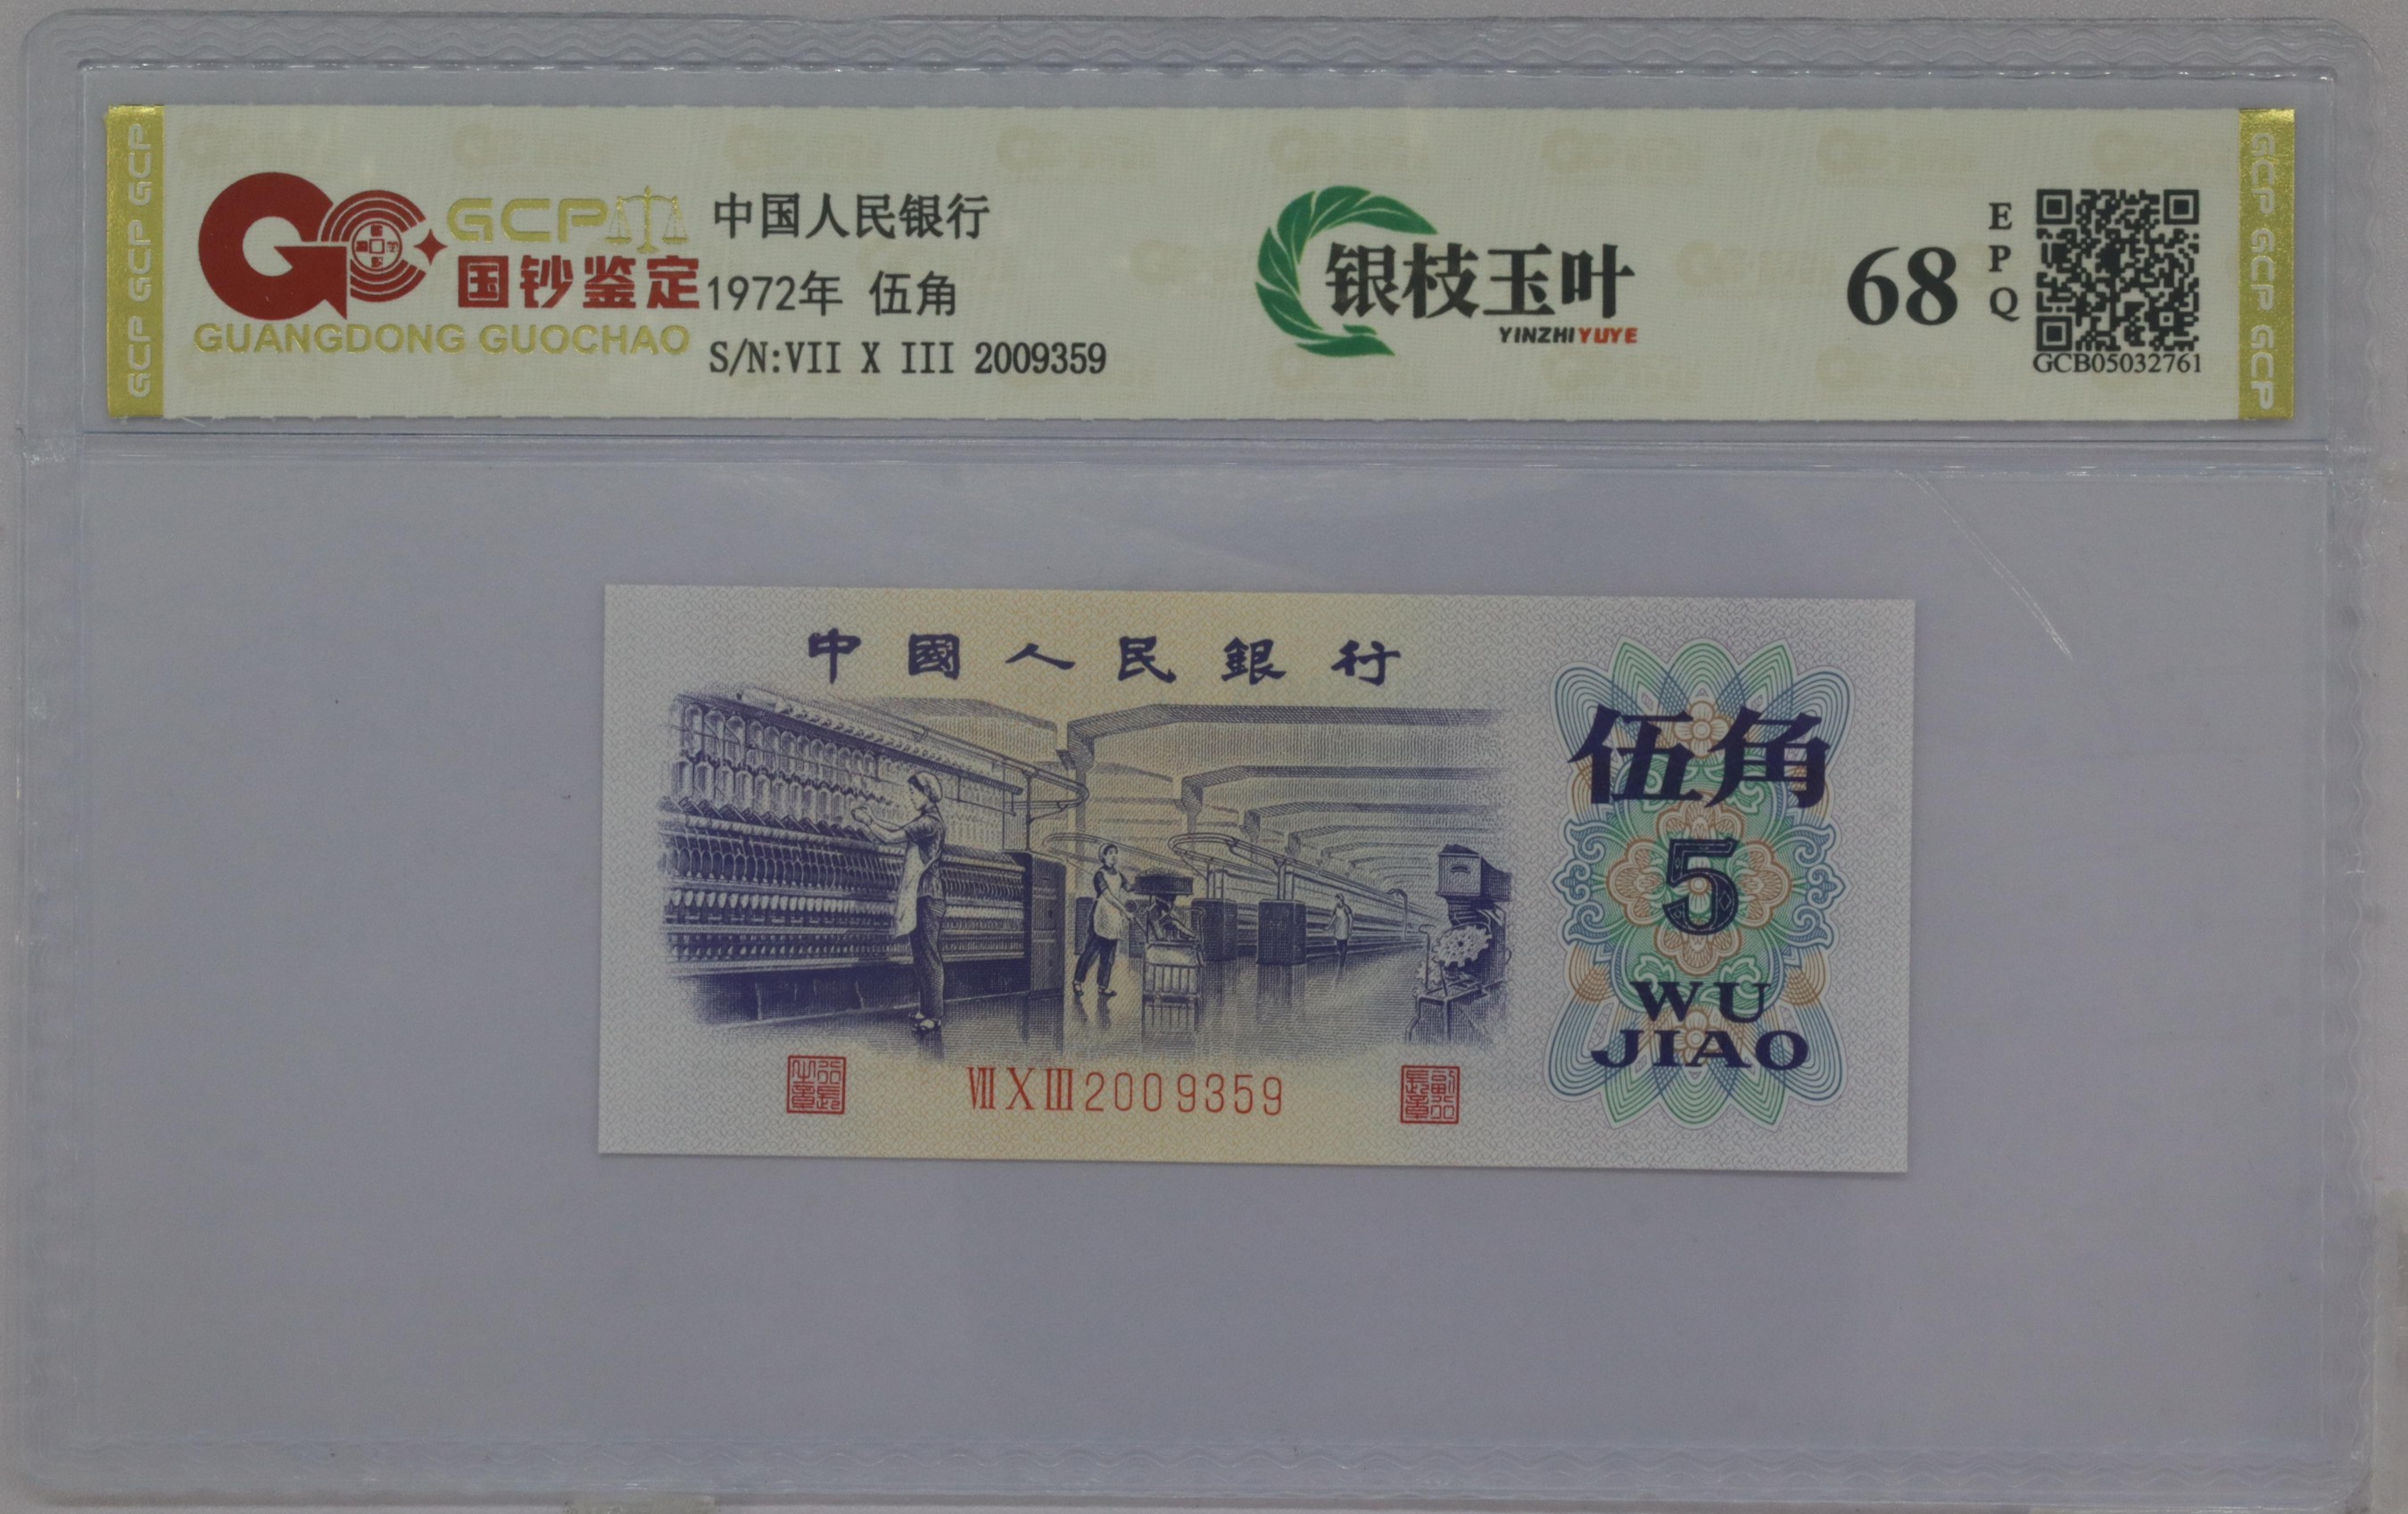 GCP GCP GCP
GCP
国钞鉴定
GUANGDONG GUOCHAO
中国人民银行
1972年 伍角
S/N:VII X III 2009359
银枝玉叶
YINZHIYUYE
68
EPQ
GCB05032761
GCP GCP GCP
中國人民銀行
伍角
5
WU
JIAO
VII X III 2009359